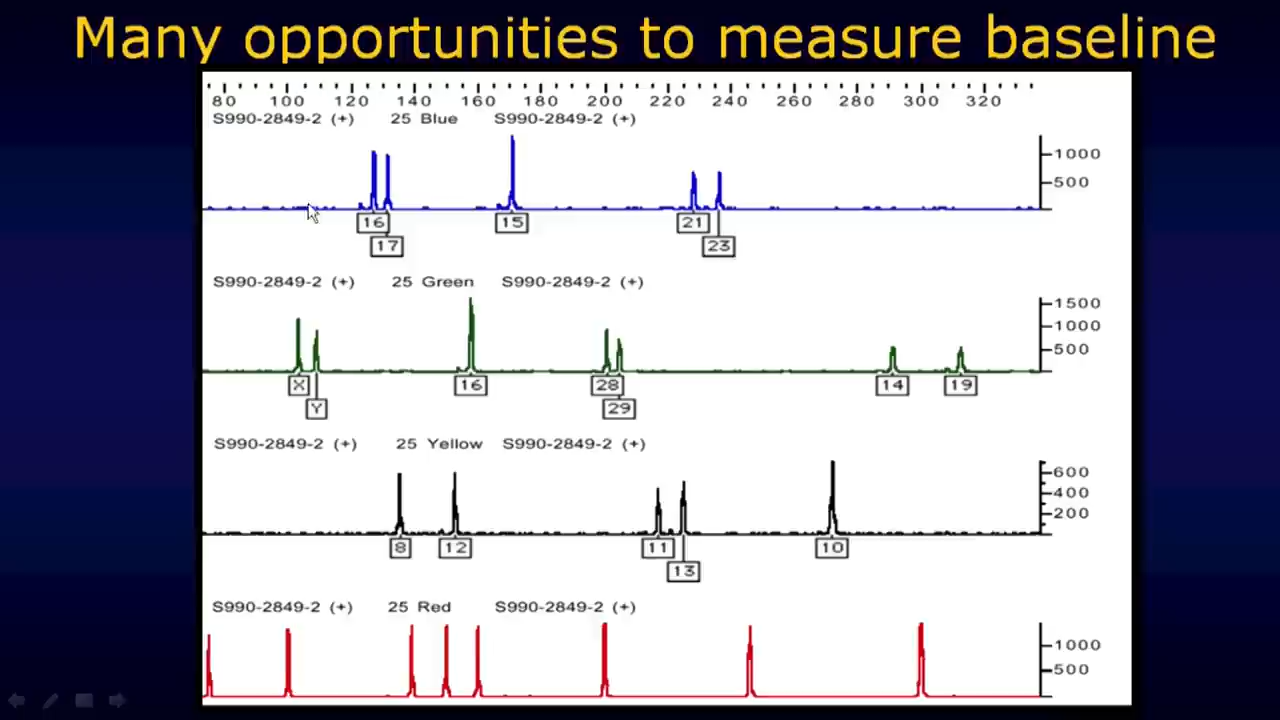 Many opportunities to measure baseline
80 100 120 140 160 180 200 220 240 260 280 300 320
S990-2849-2 (+) 25 Blue S990-2849-2 (+)
1000
500
16 15 21
17 23
S990-2849-2 (+) 25 Green S990-2849-2 (+)
1500
1000
500
X 16 28 14 19
Y 29
S990-2849-2 (+) 25 Yellow S990-2849-2 (+)
600
400
200
8 12 11 10
13
S990-2849-2 (+) 25 Red S990-2849-2 (+)
1000
500